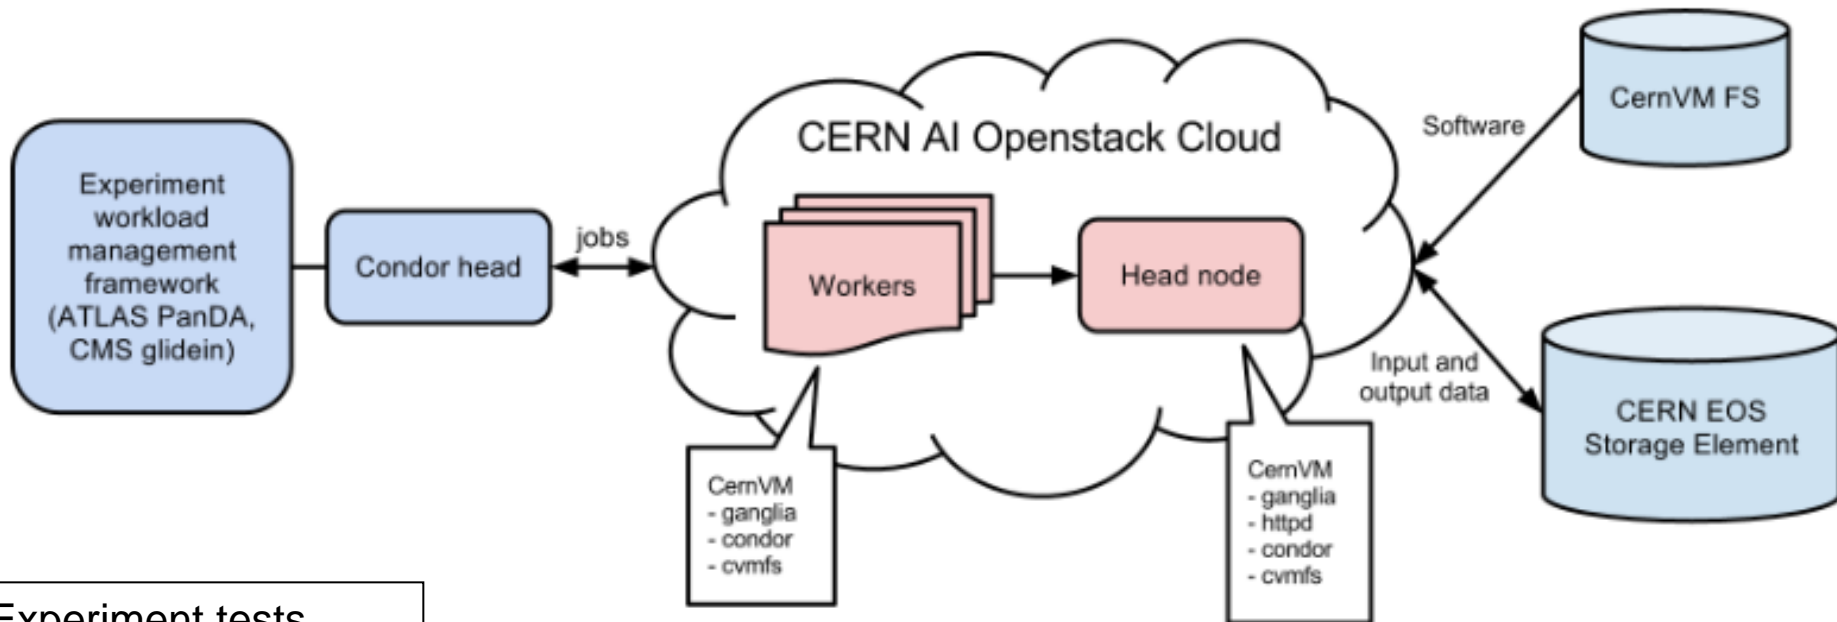 Experiment
workload
management
framework
(ATLAS PanDA,
CMS glidein)
Condor head
jobs
CERN AI Openstack Cloud
Workers
Head node
CernVM
- ganglia
- condor
- cvmfs
CernVM
- ganglia
- httpd
- condor
- cvmfs
Software
CernVM FS
Input and
output data
CERN EOS
Storage Element
Experiment tests